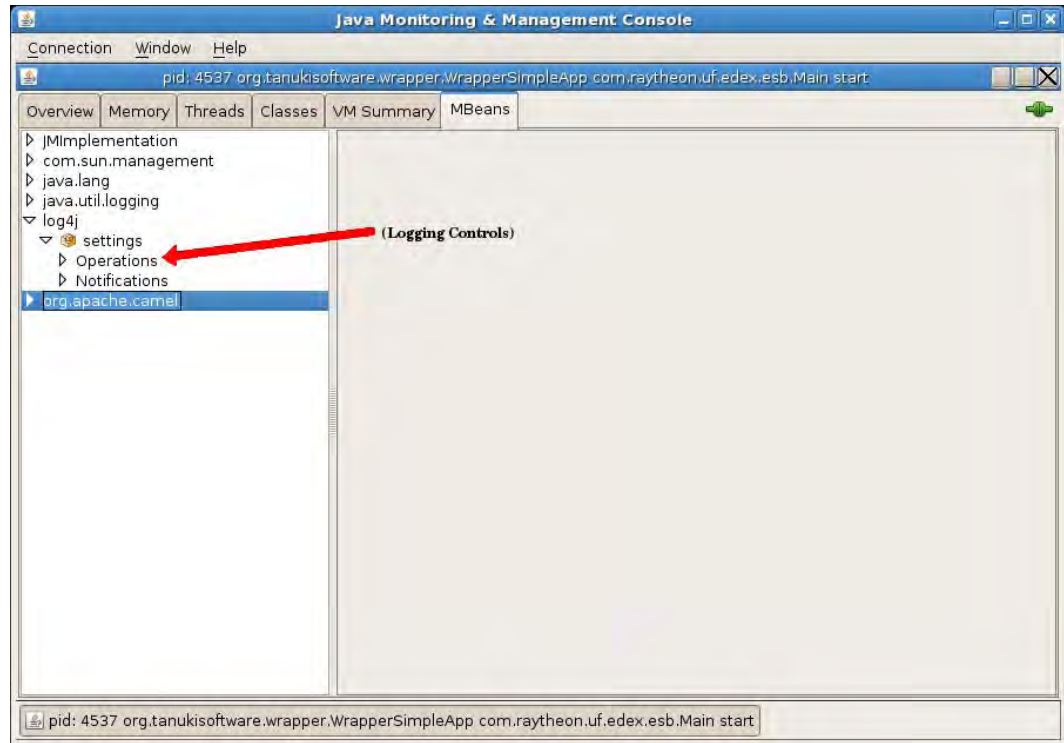 Java Monitoring & Management Console
Connection Window Help
pid: 4537 org.tanukisoftware.wrapper.WrapperSimpleApp com.raytheon.uf.edex.esb.Main start
Overview Memory Threads Classes VM Summary MBeans
JMImplementation
com.sun.management
java.lang
java.util.logging
log4j
settings
(Logging Controls)
Operations
Notifications
org.apache.camel
pid: 4537 org.tanukisoftware.wrapper.WrapperSimpleApp com.raytheon.uf.edex.esb.Main start